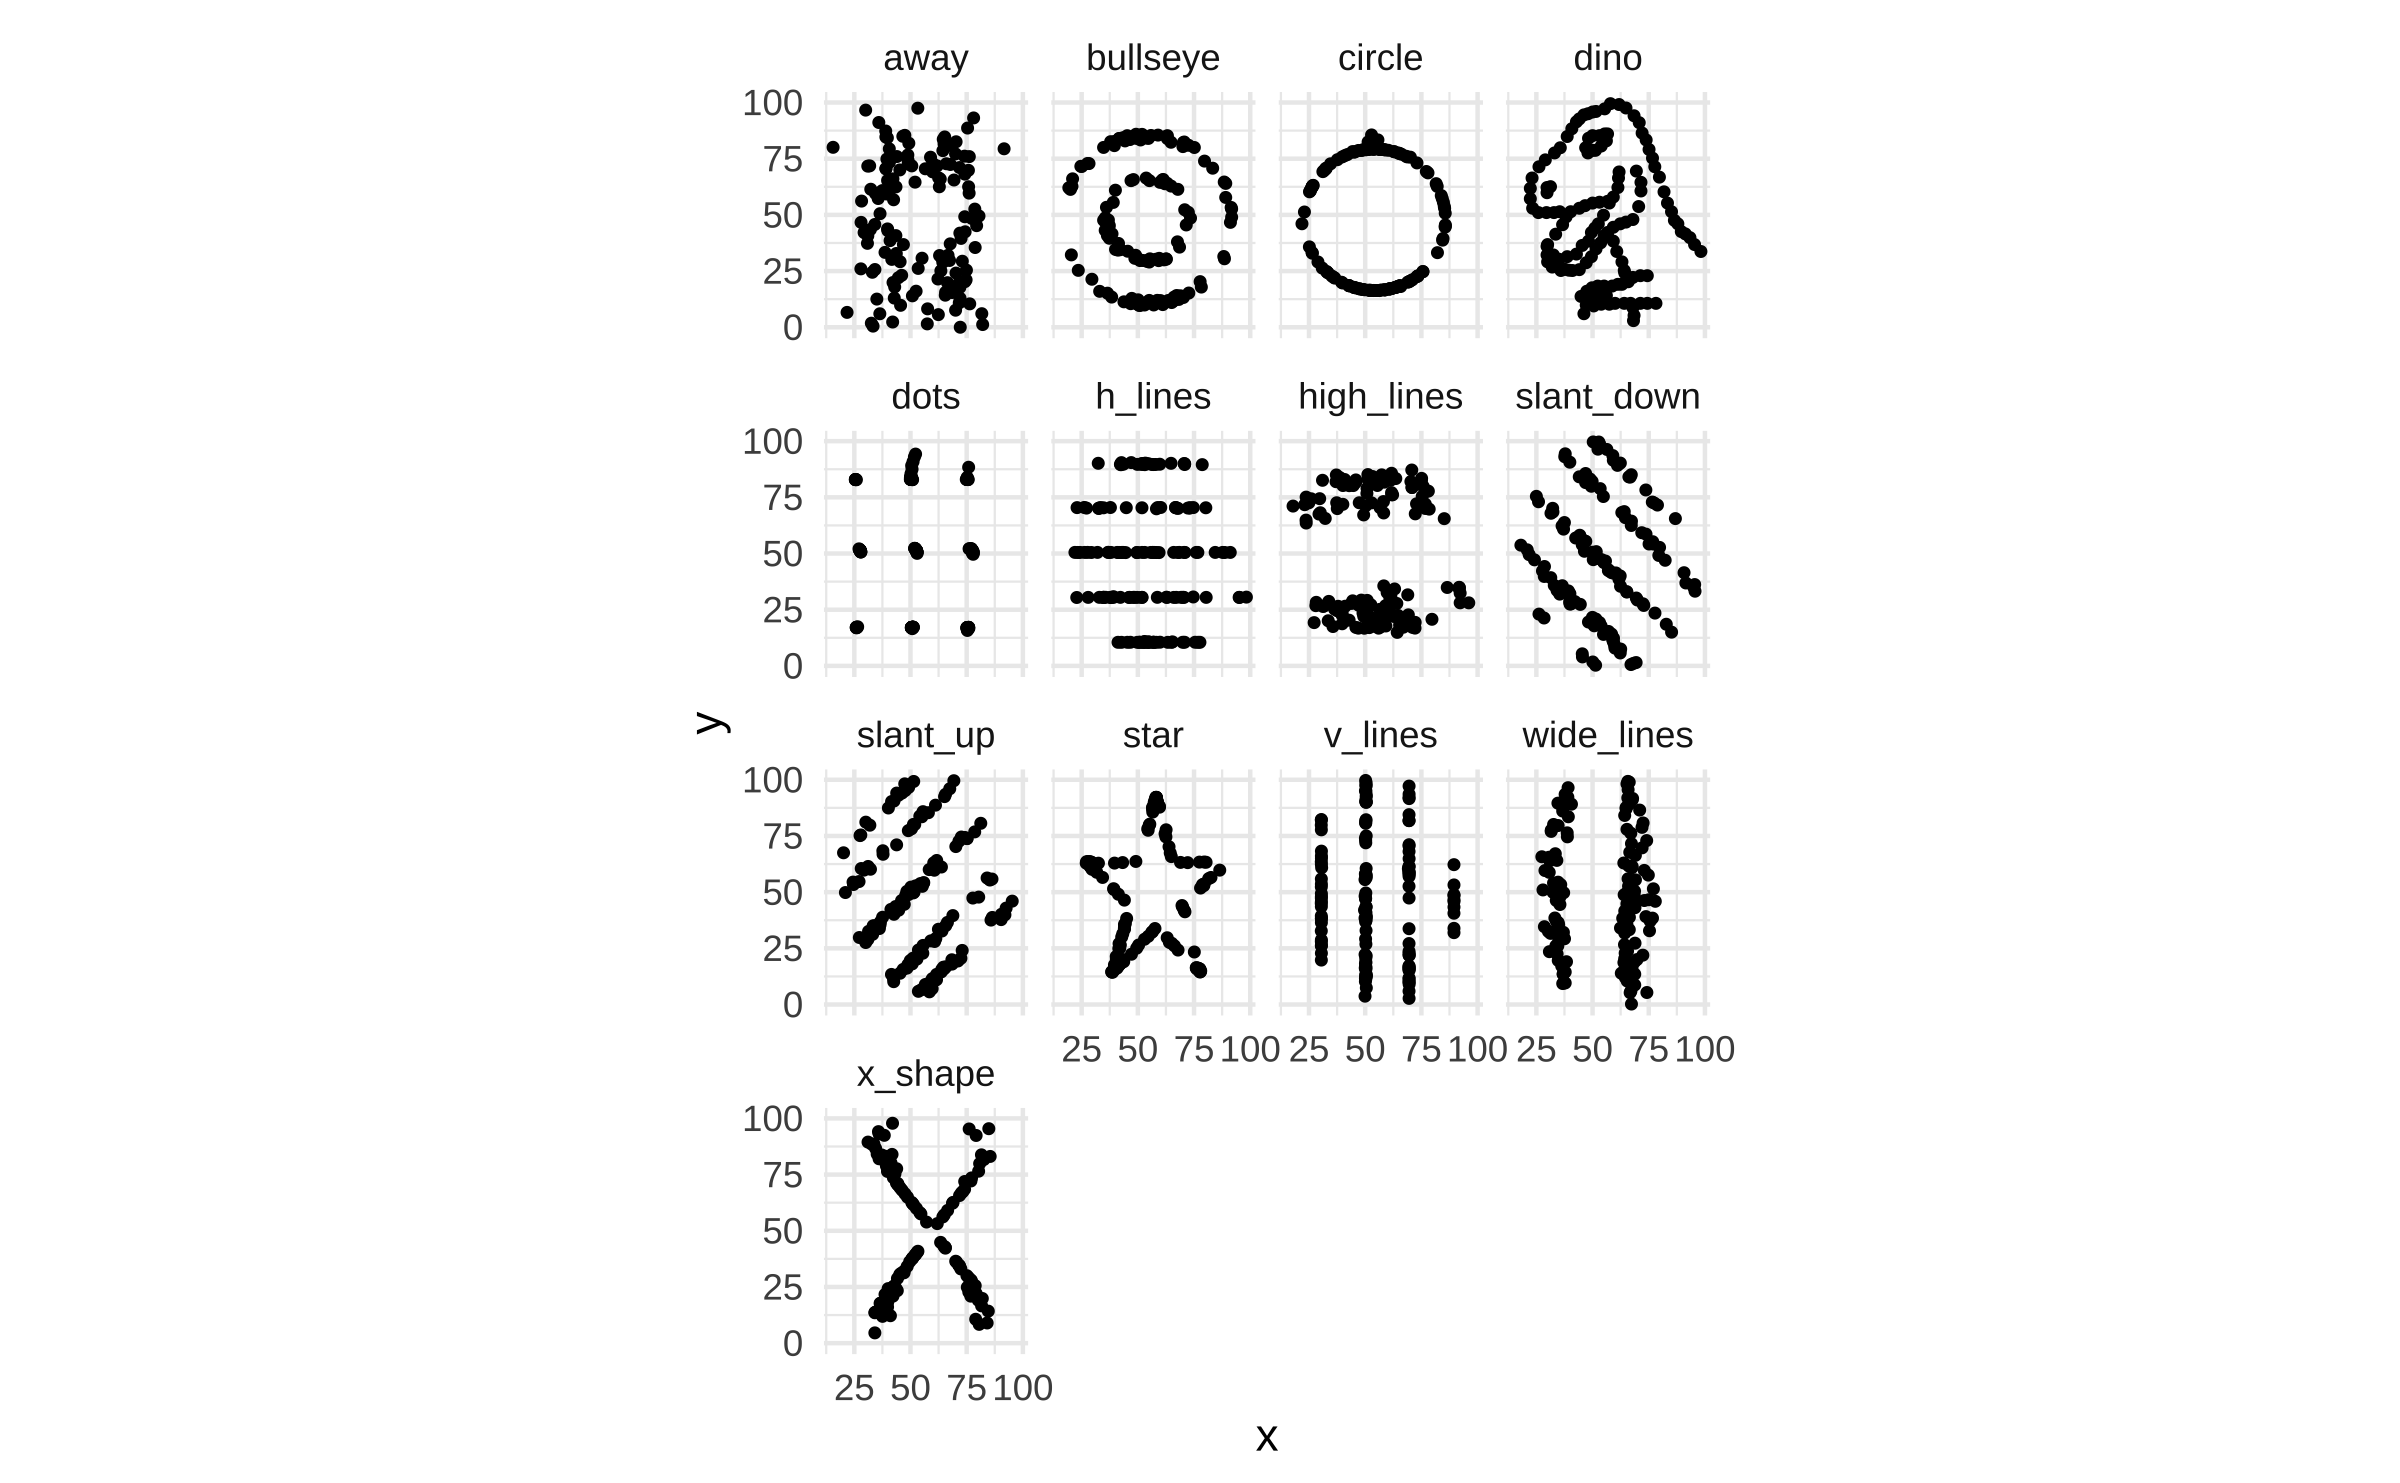 away bullseye circle dino
100
75
50
25
0
dots h_lines high_lines slant_down
100
75
50
25
0
y
slant_up star v_lines wide_lines
100
75
50
25
0
25 50 75 100 25 50 75 100 25 50 75 100
x_shape
100
75
50
25
0
25 50 75 100
x